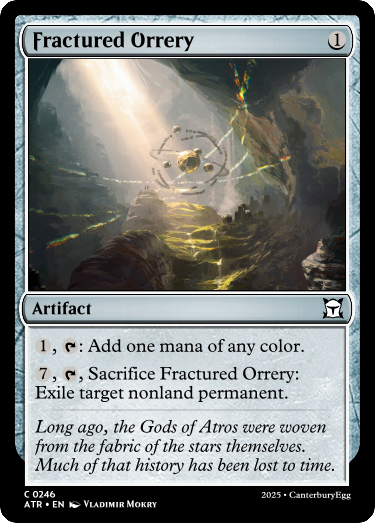 Fractured Orrery 1
Artifact
1, : Add one mana of any color.
7, , Sacrifice Fractured Orrery:
Exile target nonland permanent.
Long ago, the Gods of Atros were woven
from the fabric of the stars themselves.
Much of that history has been lost to time.
C 0246
ATR • EN Vladimir Mokry
2025 • CanterburyEgg